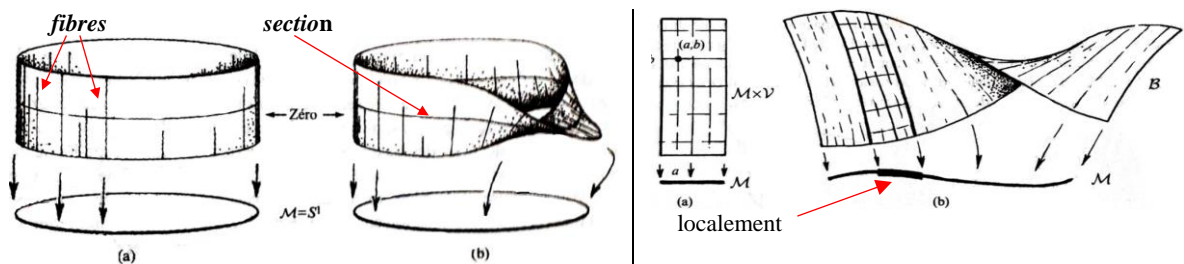 fibres
section
Zéro
ℳ=S¹
(a)
(b)
(a,b)
ℳ×𝒱
a
ℳ
(a)
ℬ
ℳ
(b)
localement